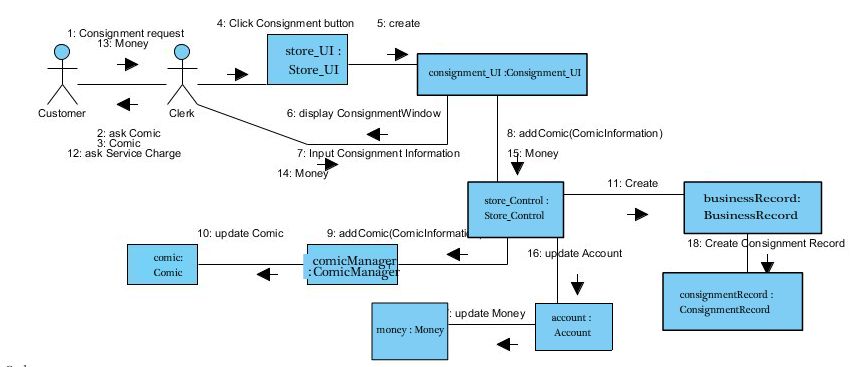 4: Click Consignment button
5: create
1: Consignment request
13: Money
store_UI :
Store_UI
consignment_UI :Consignment_UI
Customer
Clerk
6: display ConsignmentWindow
2: ask Comic
3: Comic
12: ask Service Charge
7: Input Consignment Information
14: Money
8: addComic(ComicInformation)
15: Money
11: Create
store_Control :
Store_Control
businessRecord:
BusinessRecord
10: update Comic
9: addComic(ComicInformation)
18: Create Consignment Record
16: update Account
comic:
Comic
comicManager
:ComicManager
consignmentRecord :
ConsignmentRecord
: update Money
money : Money
account :
Account